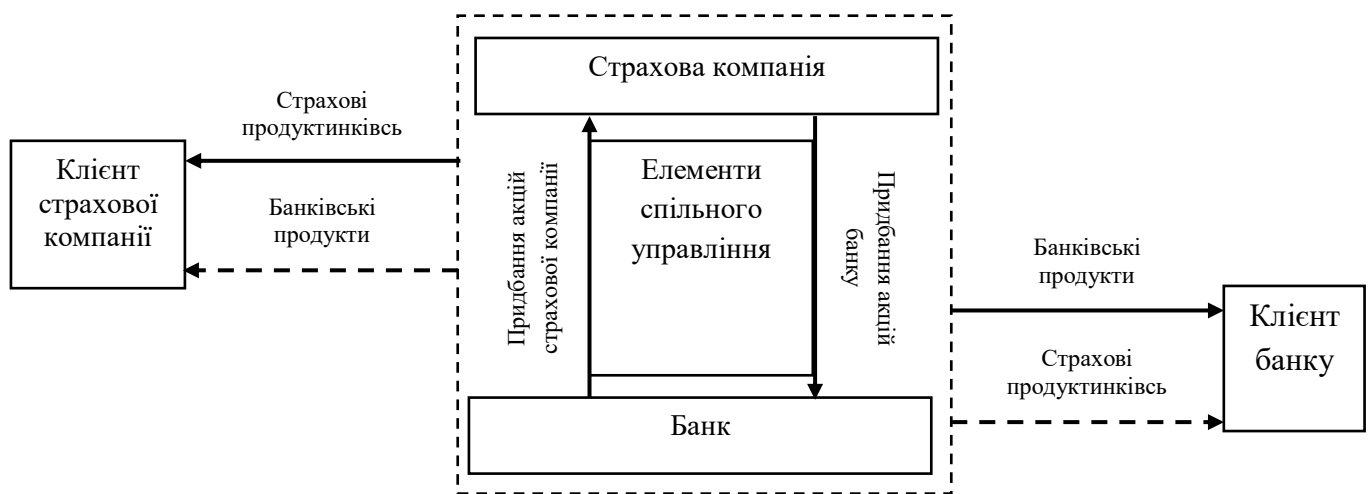 Страхова компанія
Страхові
продуктинківсь
Клієнт
страхової
компанії
Банківські
продукти
Придбання акцій
страхової компанії
Елементи
спільного
управління
Придбання акцій
банку
Банківські
продукти
Клієнт
банку
Страхові
продуктинківсь
Банк